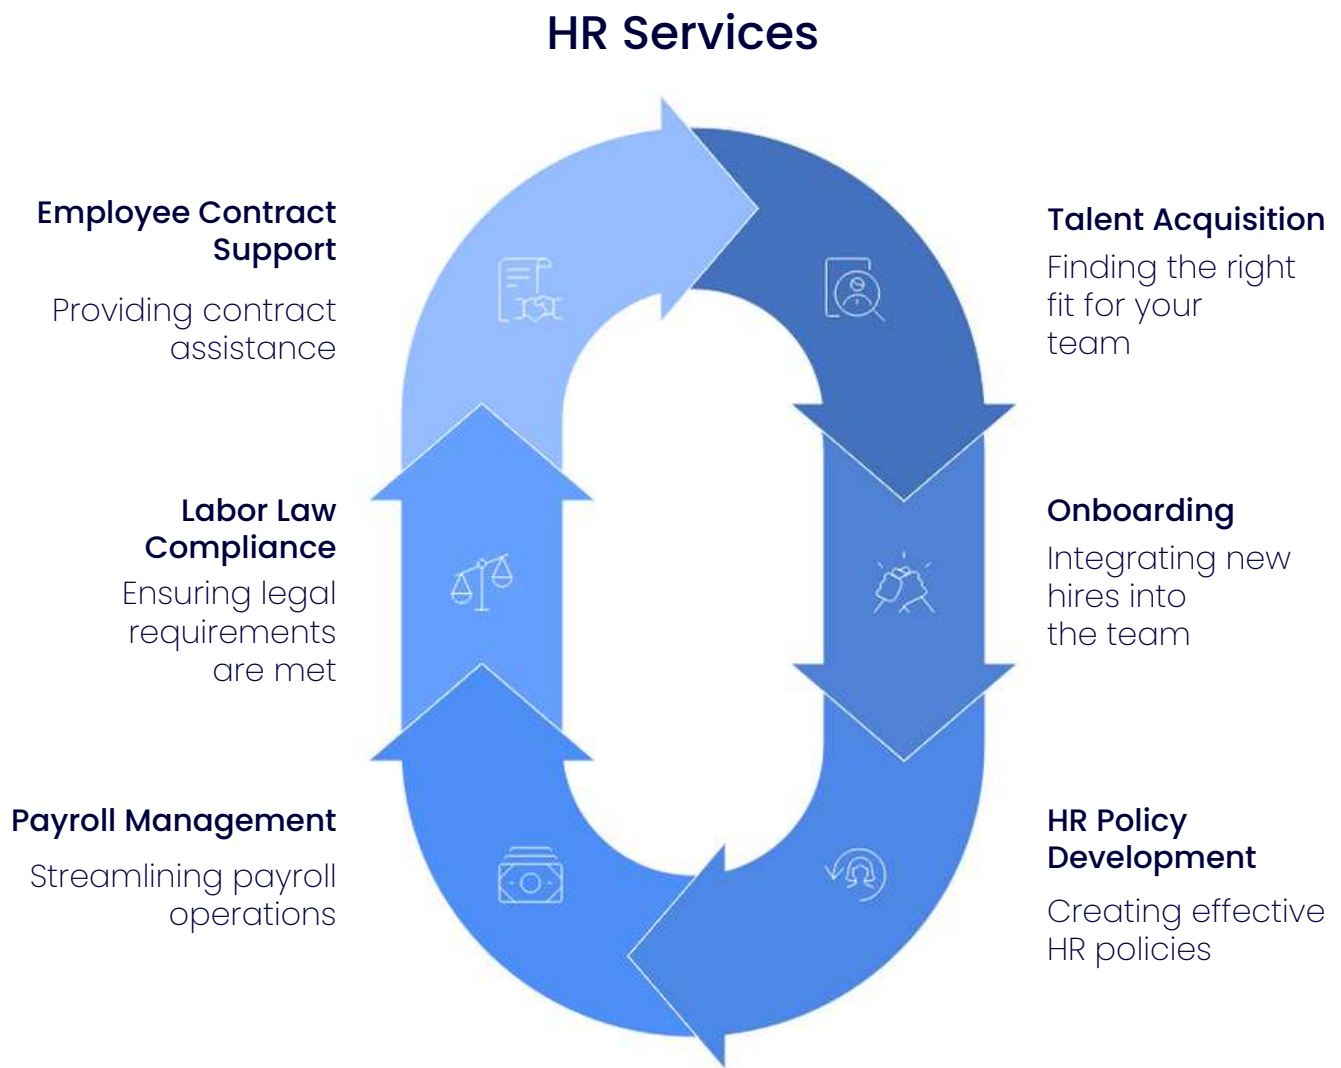 HR Services
Employee Contract
Support
Providing contract
assistance
Talent Acquisition
Finding the right
fit for your
team
Labor Law
Compliance
Ensuring legal
requirements
are met
Onboarding
Integrating new
hires into
the team
Payroll Management
Streamlining payroll
operations
HR Policy
Development
Creating effective
HR policies